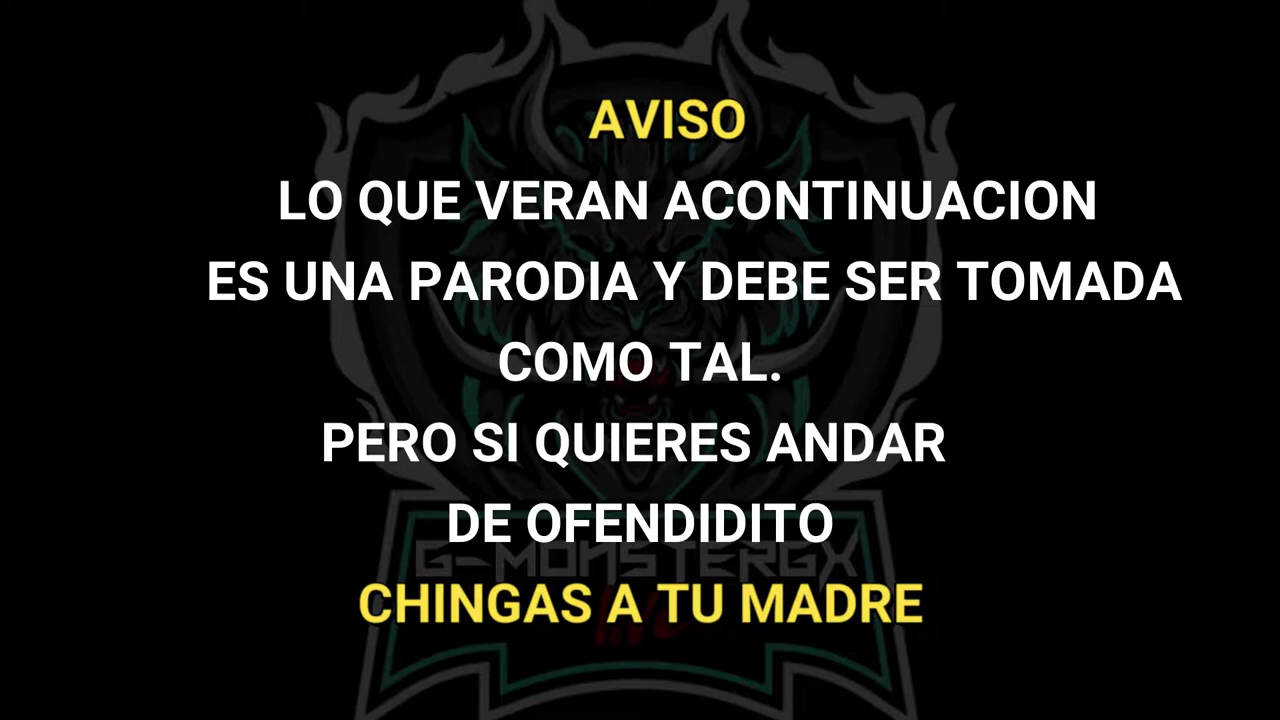 AVISO
LO QUE VERAN ACONTINUACION
ES UNA PARODIA Y DEBE SER TOMADA
COMO TAL.
PERO SI QUIERES ANDAR
DE OFENDIDITO
G-MONSTERGX
CHINGAS A TU MADRE